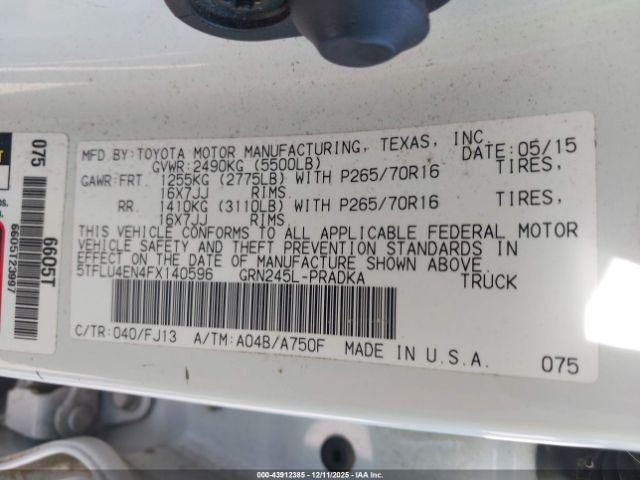 MFD BY:TOYOTA MOTOR MANUFACTURING, TEXAS, INC.
DATE:05/15
GVWR:2490KG (5500LB)
GAWR:FRT. 1255KG (2775LB) WITH P265/70R16 TIRES,
16X7JJ RIMS
RR. 1410KG (3110LB) WITH P265/70R16 TIRES,
16X7JJ RIMS
THIS VEHICLE CONFORMS TO ALL APPLICABLE FEDERAL MOTOR
VEHICLE SAFETY AND THEFT PREVENTION STANDARDS IN
EFFECT ON THE DATE OF MANUFACTURE SHOWN ABOVE.
5TFLU4EN4FX140596 GRN245L-PRADKA TRUCK
C/TR:040/FJ13 A/TM:A04B/A750F MADE IN U.S.A. 075
075
6605T
6605T23997
000-43912385 - 12/11/2025 - IAA Inc.